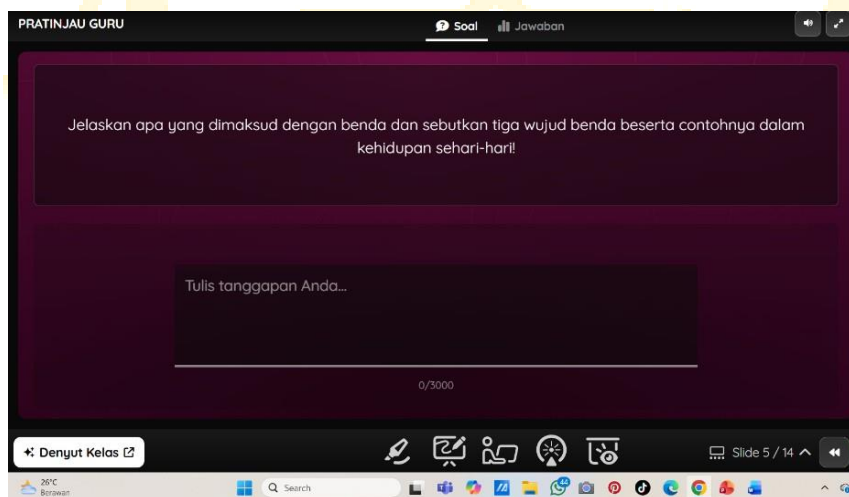 PRATINJAU GURU
Soal
Jawaban
Jelaskan apa yang dimaksud dengan benda dan sebutkan tiga wujud benda beserta contohnya dalam
kehidupan sehari-hari!
Tulis tanggapan Anda...
0/3000
Denyut Kelas
Slide 5 / 14
26°C
Berawan
Search
44